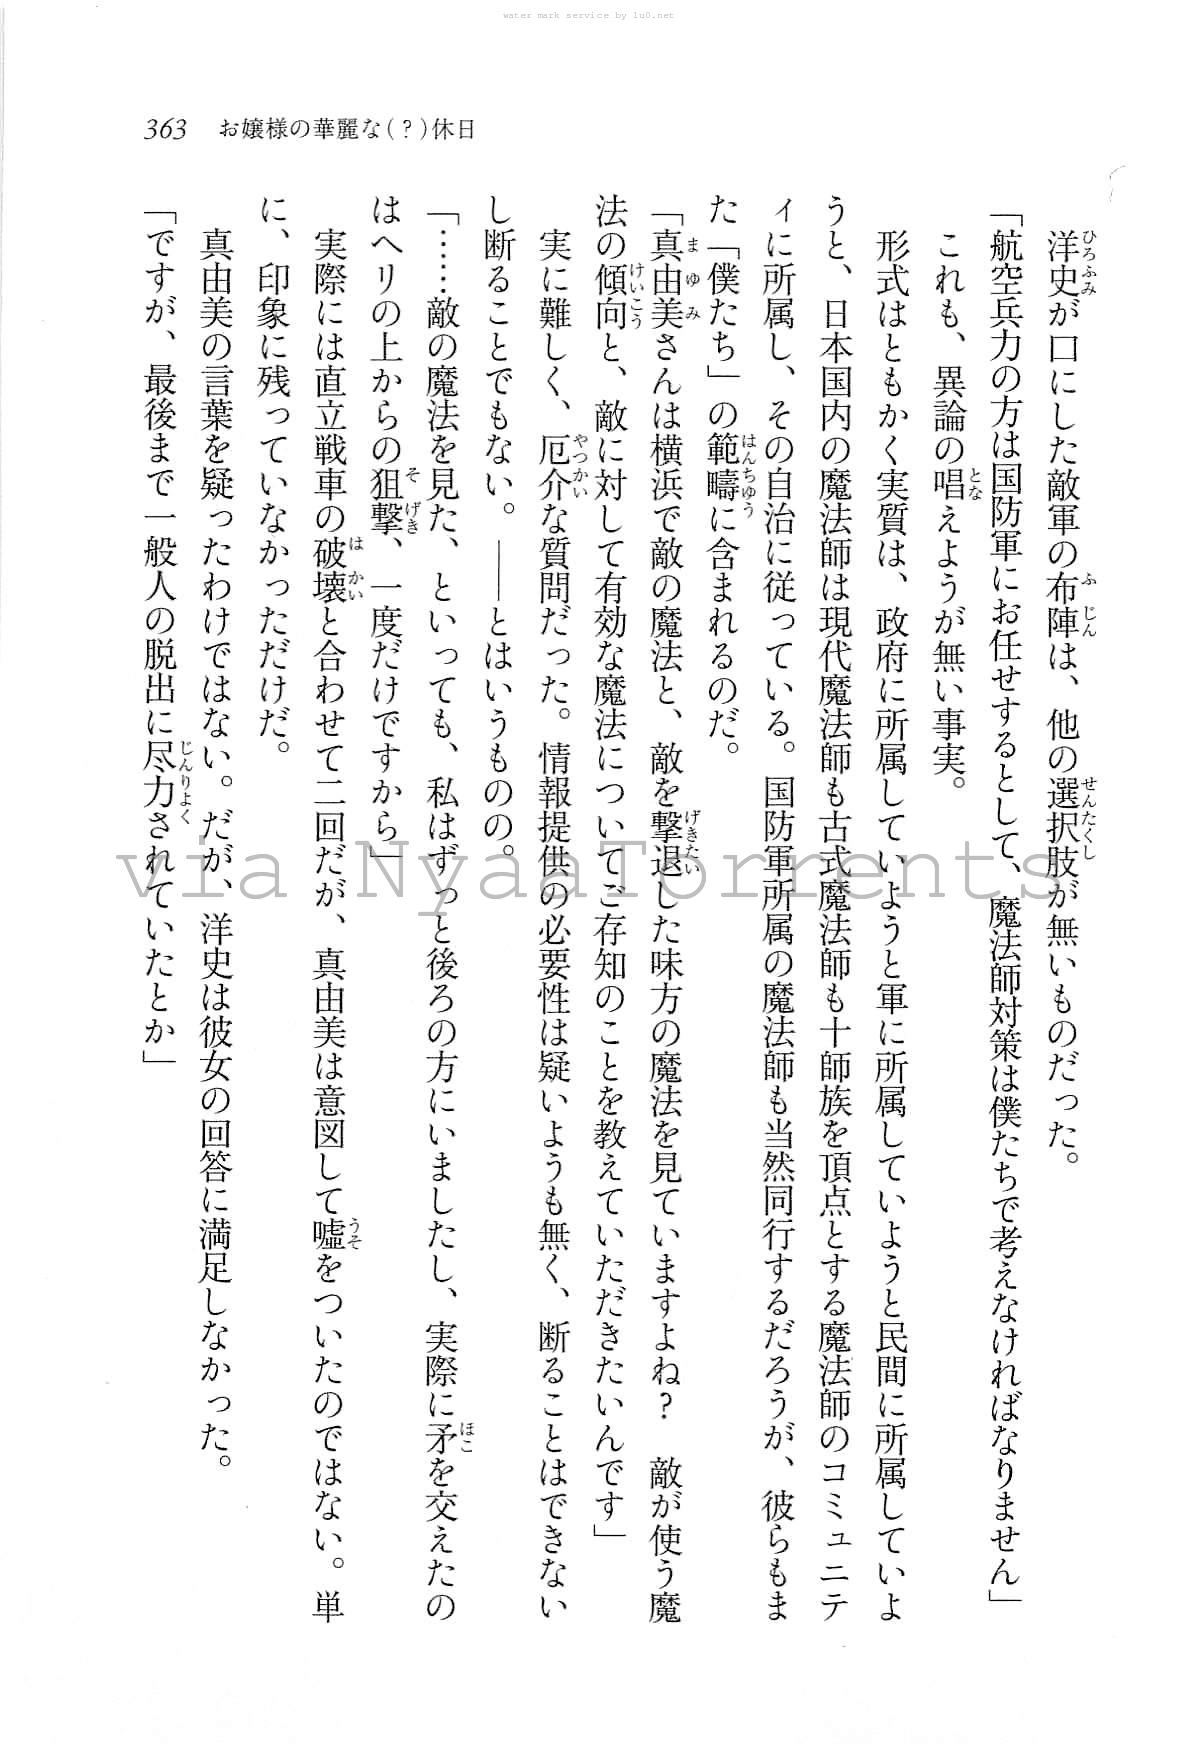 water mark service by lu0.net
363 お嬢様の華麗な(？)休日
洋史が口にした敵軍の布陣は、他の選択肢が無いものだった。
「航空兵力の方は国防軍にお任せするとして、魔法師対策は僕たちで考えなければなりません」
これも、異論の唱えようが無い事実。
形式はともかく実質は、政府に所属していようと軍に所属していようと民間に所属していよ
うと、日本国内の魔法師は現代魔法師も古式魔法師も十師族を頂点とする魔法師のコミュニテ
ィに所属し、その自治に従っている。国防軍所属の魔法師も当然同行するだろうが、彼らもま
た「僕たち」の範疇に含まれるのだ。
「真由美さんは横浜で敵の魔法と、敵を撃退した味方の魔法を見ていますよね？　敵が使う魔
法の傾向と、敵に対して有効な魔法についてご存知のことを教えていただきたいんです」
実に難しく、厄介な質問だった。情報提供の必要性は疑いようも無く、断ることはできない
し断ることでもない。――とはいうものの。
「……敵の魔法を見た、といっても、私はずっと後ろの方にいましたし、実際に矛を交えたの
はヘリの上からの狙撃、一度だけですから」
実際には直立戦車の破壊と合わせて二回だが、真由美は意図して嘘をついたのではない。単
に、印象に残っていなかっただけだ。
真由美の言葉を疑ったわけではない。だが、洋史は彼女の回答に満足しなかった。
「ですが、最後まで一般人の脱出に尽力されていたとか」
via NyaaTorrents